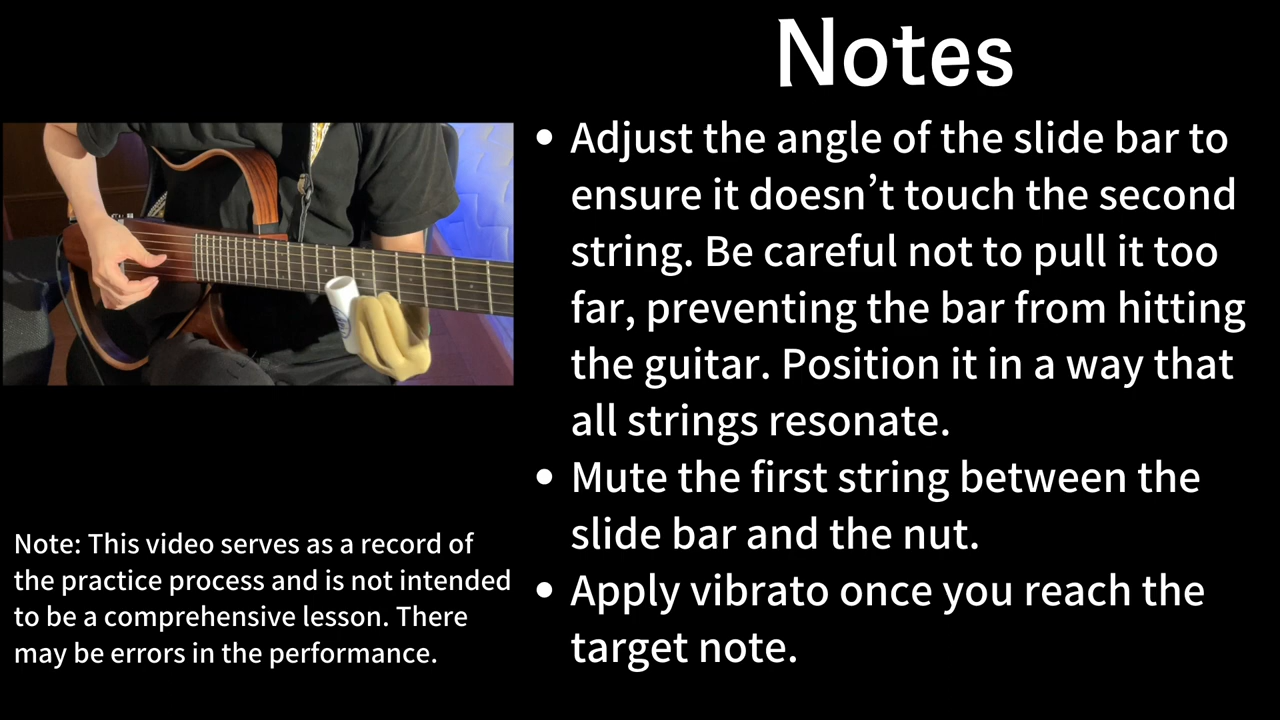 Notes
• Adjust the angle of the slide bar to
ensure it doesn’t touch the second
string. Be careful not to pull it too
far, preventing the bar from hitting
the guitar. Position it in a way that
all strings resonate.
• Mute the first string between the
slide bar and the nut.
• Apply vibrato once you reach the
target note.
Note: This video serves as a record of
the practice process and is not intended
to be a comprehensive lesson. There
may be errors in the performance.